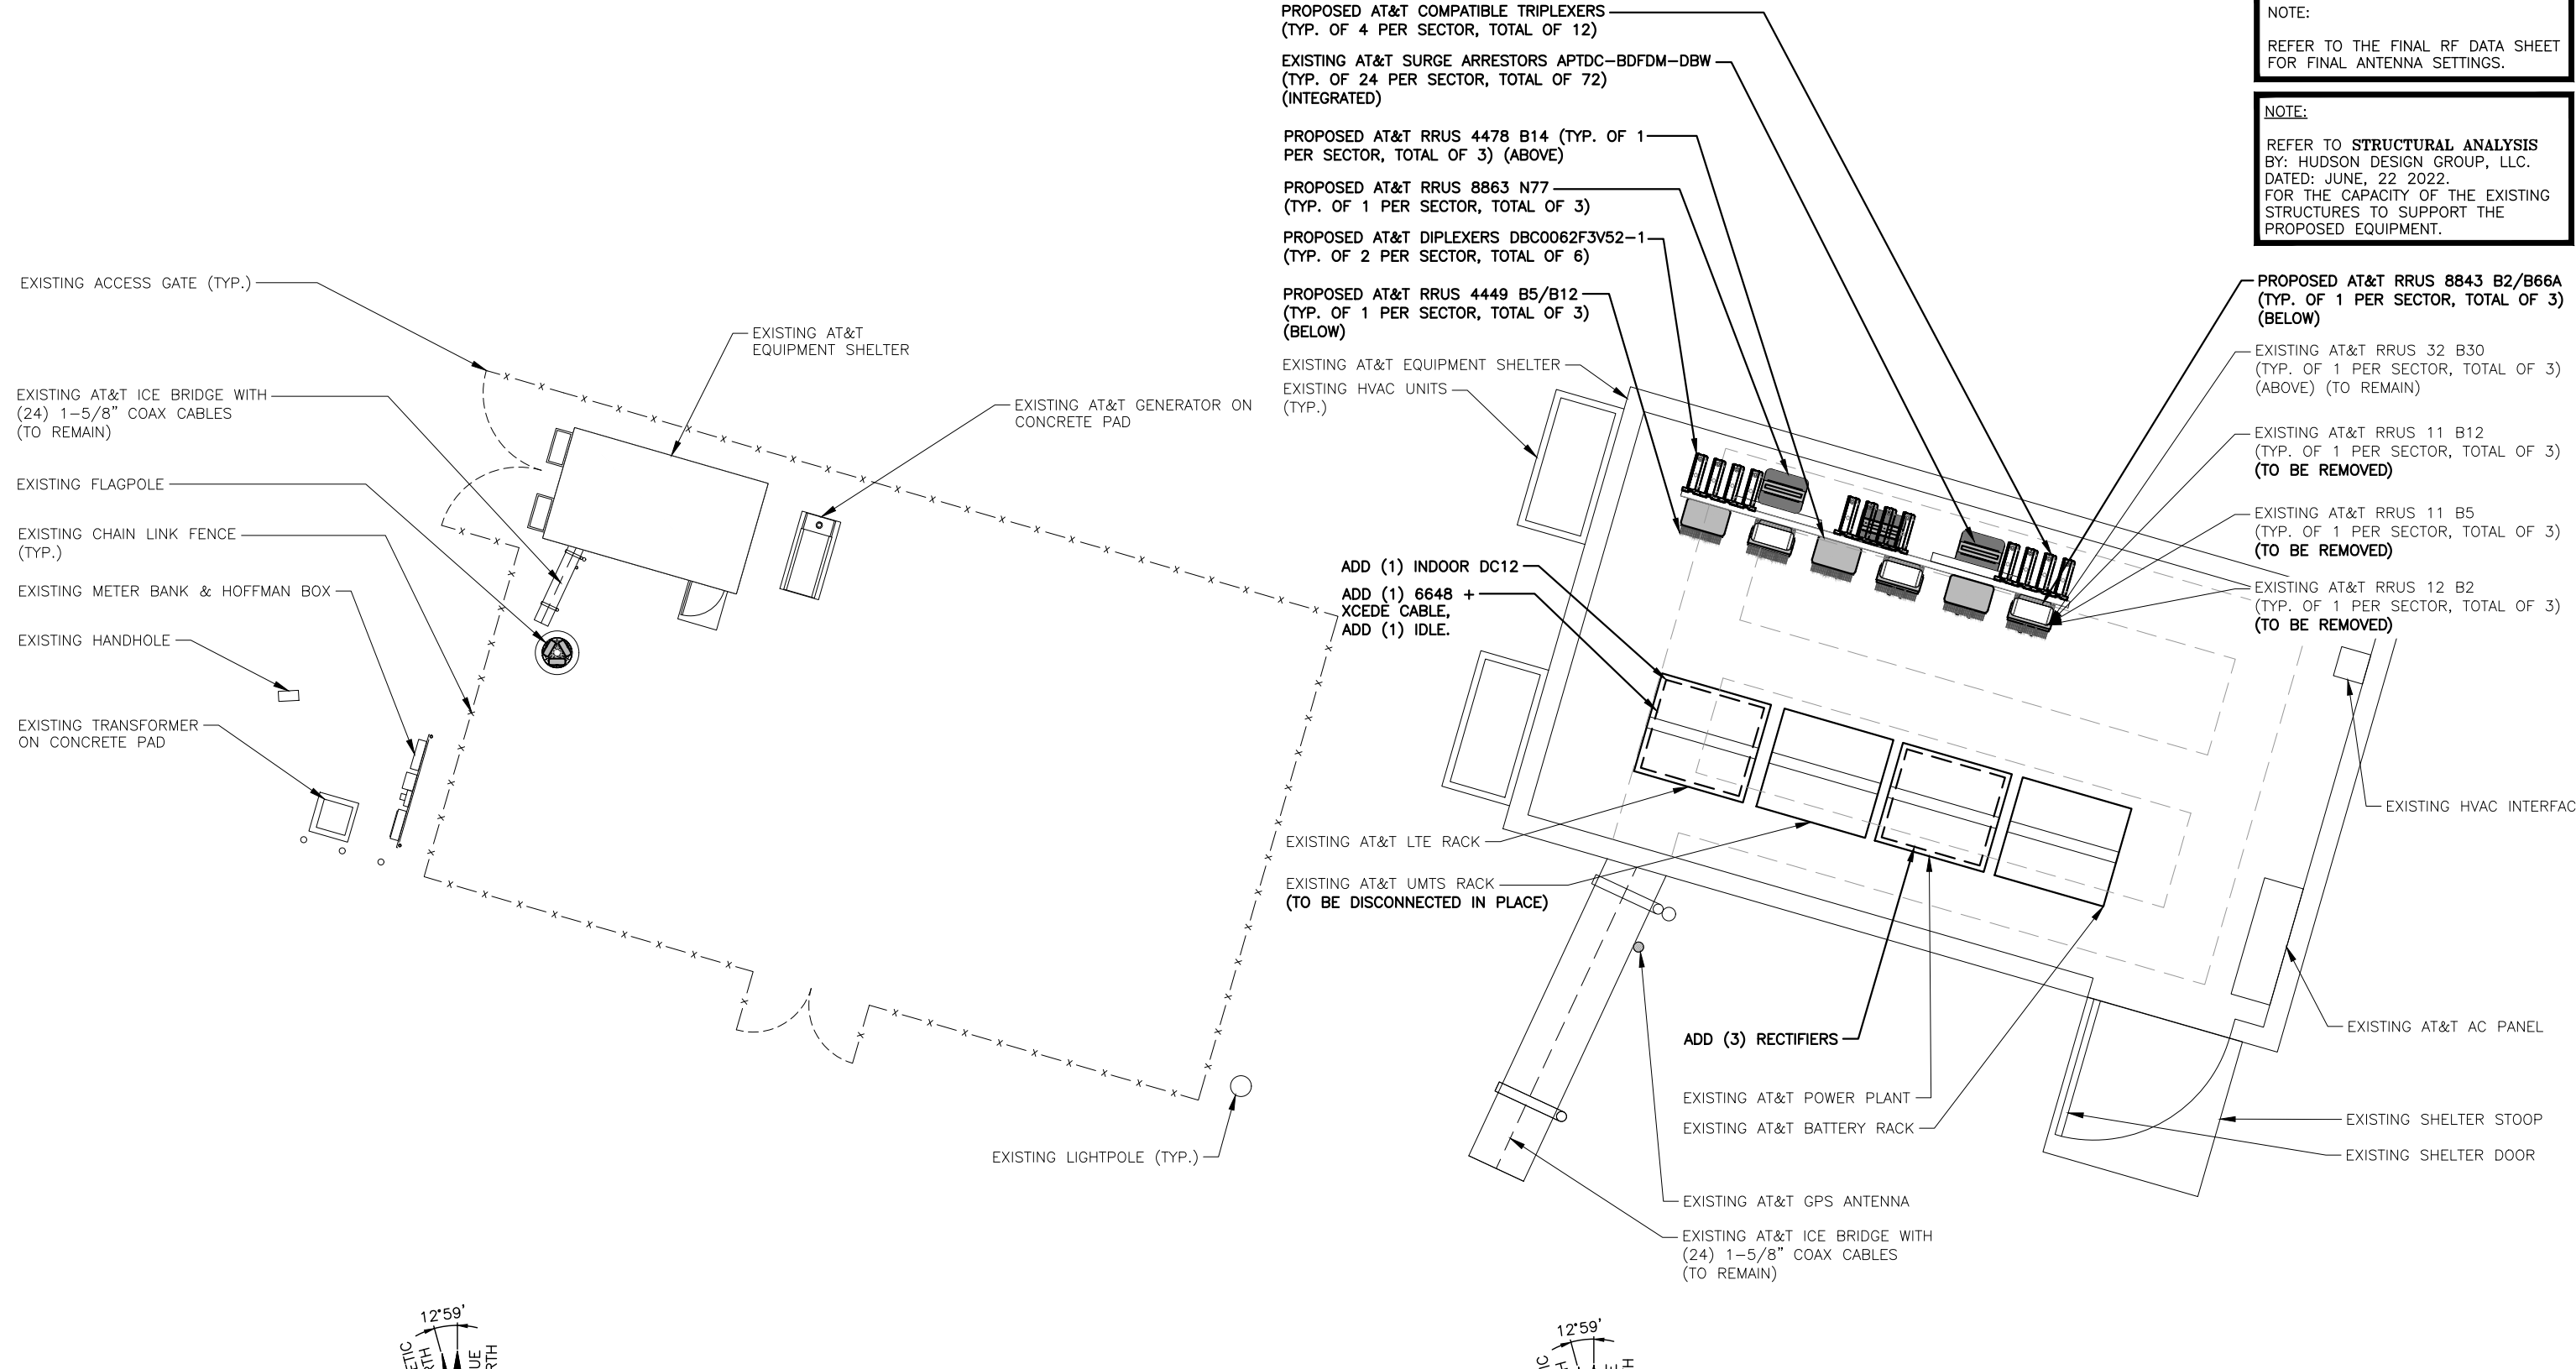 EXISTING ACCESS GATE (TYP.)
EXISTING AT&T
EQUIPMENT SHELTER
EXISTING AT&T ICE BRIDGE WITH
(24) 1-5/8" COAX CABLES
(TO REMAIN)
EXISTING AT&T GENERATOR ON
CONCRETE PAD
EXISTING FLAGPOLE
EXISTING CHAIN LINK FENCE
(TYP.)
EXISTING METER BANK & HOFFMAN BOX
EXISTING HANDHOLE
EXISTING TRANSFORMER
ON CONCRETE PAD
EXISTING LIGHTPOLE (TYP.)
12°59'
PROPOSED AT&T COMPATIBLE TRIPLEXERS
(TYP. OF 4 PER SECTOR, TOTAL OF 12)
EXISTING AT&T SURGE ARRESTORS APTDC-BDFDM-DBW
(TYP. OF 24 PER SECTOR, TOTAL OF 72)
(INTEGRATED)
PROPOSED AT&T RRUS 4478 B14 (TYP. OF 1
PER SECTOR, TOTAL OF 3) (ABOVE)
PROPOSED AT&T RRUS 8863 N77
(TYP. OF 1 PER SECTOR, TOTAL OF 3)
PROPOSED AT&T DIPLEXERS DBC0062F3V52-1
(TYP. OF 2 PER SECTOR, TOTAL OF 6)
PROPOSED AT&T RRUS 4449 B5/B12
(TYP. OF 1 PER SECTOR, TOTAL OF 3)
(BELOW)
EXISTING AT&T EQUIPMENT SHELTER
EXISTING HVAC UNITS
(TYP.)
ADD (1) INDOOR DC12
ADD (1) 6648 +
XCEDE CABLE,
ADD (1) IDLE.
EXISTING AT&T LTE RACK
EXISTING AT&T UMTS RACK
(TO BE DISCONNECTED IN PLACE)
ADD (3) RECTIFIERS
EXISTING AT&T POWER PLANT
EXISTING AT&T BATTERY RACK
EXISTING AT&T GPS ANTENNA
EXISTING AT&T ICE BRIDGE WITH
(24) 1-5/8" COAX CABLES
(TO REMAIN)
NOTE:
REFER TO THE FINAL RF DATA SHEET
FOR FINAL ANTENNA SETTINGS.
NOTE:
REFER TO STRUCTURAL ANALYSIS
BY: HUDSON DESIGN GROUP, LLC.
DATED: JUNE, 22 2022.
FOR THE CAPACITY OF THE EXISTING
STRUCTURES TO SUPPORT THE
PROPOSED EQUIPMENT.
PROPOSED AT&T RRUS 8843 B2/B66A
(TYP. OF 1 PER SECTOR, TOTAL OF 3)
(BELOW)
EXISTING AT&T RRUS 32 B30
(TYP. OF 1 PER SECTOR, TOTAL OF 3)
(ABOVE) (TO REMAIN)
EXISTING AT&T RRUS 11 B12
(TYP. OF 1 PER SECTOR, TOTAL OF 3)
(TO BE REMOVED)
EXISTING AT&T RRUS 11 B5
(TYP. OF 1 PER SECTOR, TOTAL OF 3)
(TO BE REMOVED)
EXISTING AT&T RRUS 12 B2
(TYP. OF 1 PER SECTOR, TOTAL OF 3)
(TO BE REMOVED)
EXISTING HVAC INTERFAC
EXISTING AT&T AC PANEL
EXISTING SHELTER STOOP
EXISTING SHELTER DOOR
12°59'